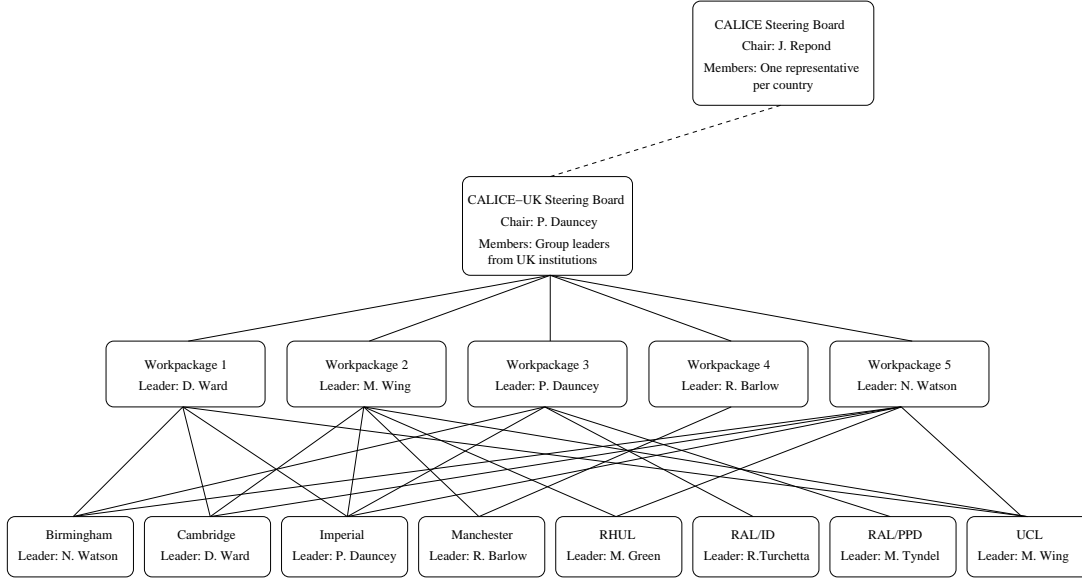 CALICE Steering Board
Chair: J. Repond
Members: One representative
per country
CALICE−UK Steering Board
Chair: P. Dauncey
Members: Group leaders
from UK institutions
Workpackage 1
Leader: D. Ward
Workpackage 2
Leader: M. Wing
Workpackage 3
Leader: P. Dauncey
Workpackage 4
Leader: R. Barlow
Workpackage 5
Leader: N. Watson
Birmingham
Leader: N. Watson
Cambridge
Leader: D. Ward
Imperial
Leader: P. Dauncey
Manchester
Leader: R. Barlow
RHUL
Leader: M. Green
RAL/ID
Leader: R.Turchetta
RAL/PPD
Leader: M. Tyndel
UCL
Leader: M. Wing